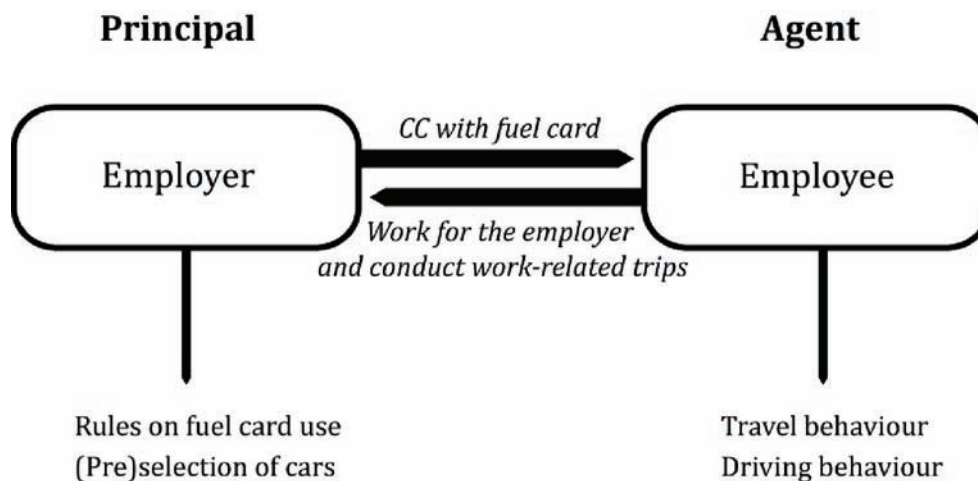 Principal
Agent
CC with fuel card
Employer
Employee
Work for the employer
and conduct work-related trips
Rules on fuel card use
(Pre)selection of cars
Travel behaviour
Driving behaviour